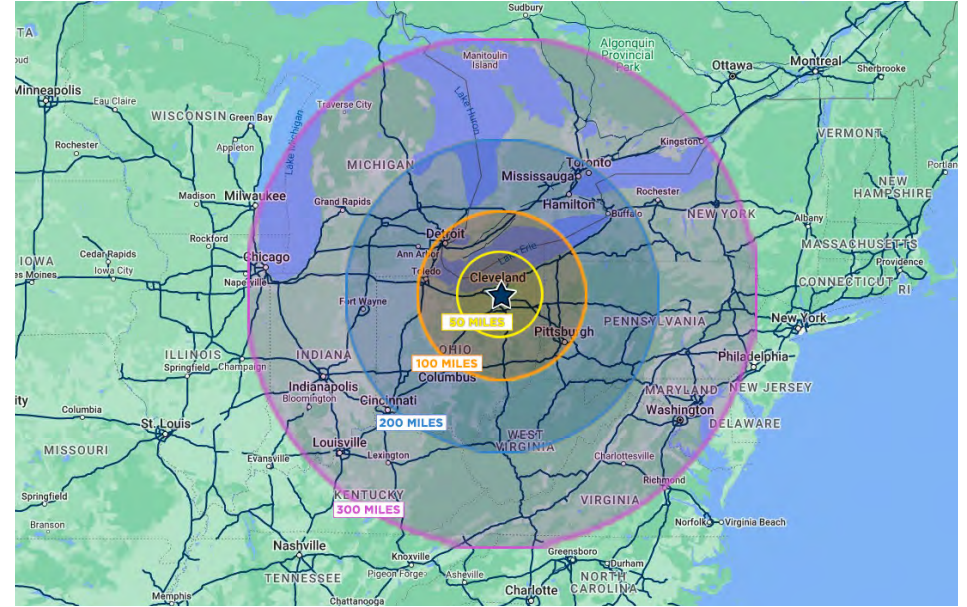 Sudbury
TA
oud
Manitoulin
Island
Algonquin
Provincial
Park
Ottawa
Montreal
Sherbrooke
Minneapolis
Eau Claire
WISCONSIN
Green Bay
Traverse City
Lake Huron
Kingston
VERMONT
Rochester
Appleton
Lake Michigan
MICHIGAN
Toronto
Mississauga
Portlan
Madison
Milwaukee
Grand Rapids
Hamilton
Rochester
Buffalo
NEW YORK
NEW
HAMPSHIRE
Albany
Rockford
Detroit
Ann Arbor
Lake Erie
MASSACHUSETTS
IOWA
Cedar Rapids
Iowa City
es Moines
Chicago
Naperville
Toledo
Cleveland
Providence
CONNECTICUT
RI
Fort Wayne
50 MILES
Pittsburgh
PENNSYLVANIA
New York
ILLINOIS
Springfield
Champaign
INDIANA
OHIO
100 MILES
Columbus
Philadelphia
Indianapolis
Bloomington
MARYLAND
NEW JERSEY
ity
Columbia
St. Louis
Cincinnati
200 MILES
Washington
DELAWARE
MISSOURI
Louisville
Evansville
Lexington
WEST
VIRGINIA
Charlottesville
Richmond
Springfield
Branson
KENTUCKY
300 MILES
VIRGINIA
Norfolk
Virginia Beach
Nashville
TENNESSEE
Knoxville
Pigeon Forge
Asheville
Greensboro
Durham
NORTH
CAROLINA
Memphis
Chattanooga
Charlotte